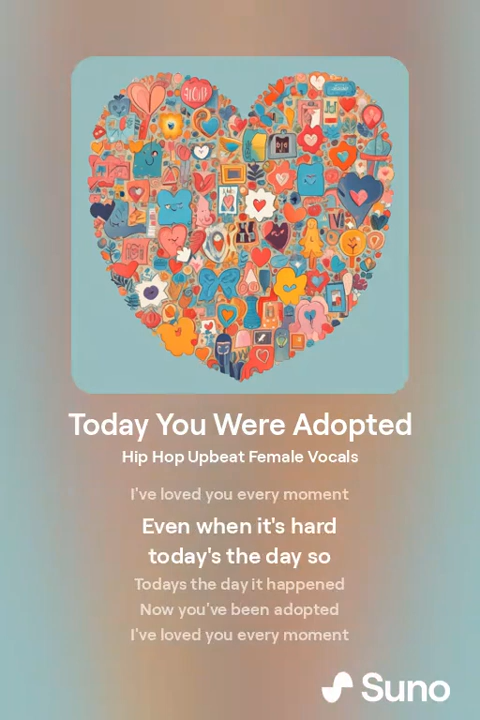 Today You Were Adopted
Hip Hop Upbeat Female Vocals
I've loved you every moment
Even when it's hard
today's the day so
Todays the day it happened
Now you've been adopted
I've loved you every moment
Suno